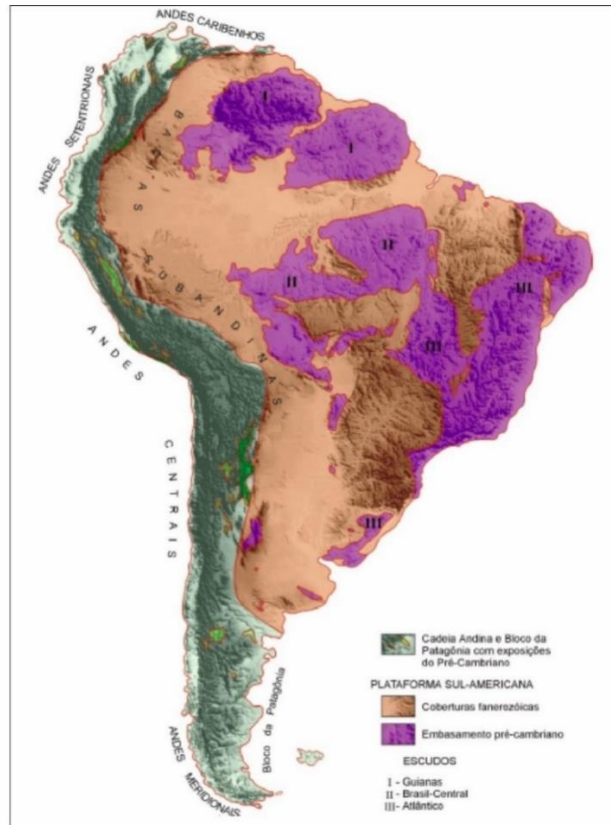 ANDES CARIBENHOS
ANDES SETENTRIONAIS
BACIAS SUBANDINAS
ANDES CENTRAIS
I
I
II
II
III
III
III
Bloco da Patagônia
ANDES MERIDIONAIS
Cadeia Andina e Bloco da
Patagônia com exposições
do Pré-Cambriano
PLATAFORMA SUL-AMERICANA
Coberturas fanerozóicas
Embasamento pré-cambriano
ESCUDOS
I - Guianas
II - Brasil-Central
III - Atlântico